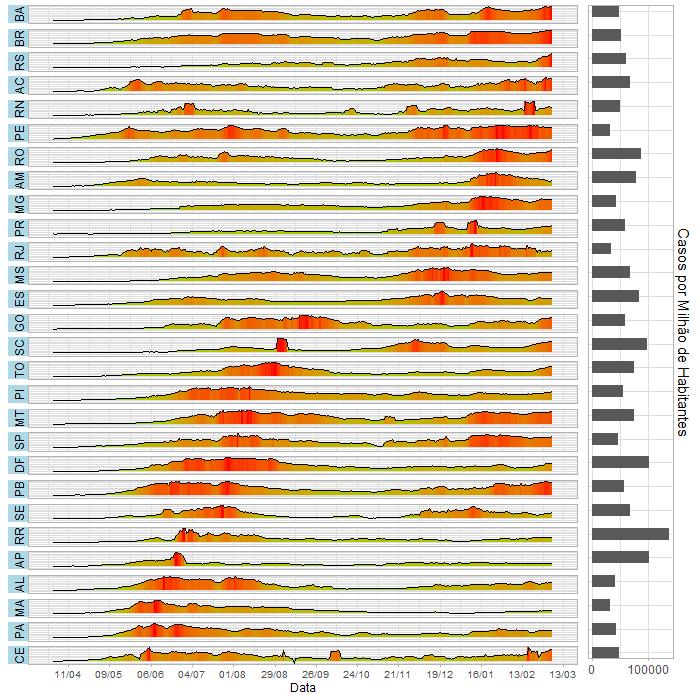 BA
BR
RS
AC
RN
PE
RO
AM
MG
PR
RJ
MS
ES
GO
SC
TO
PI
MT
SP
DF
PB
SE
RR
AP
AL
MA
PA
CE
11/04 09/05 06/06 04/07 01/08 29/08 26/09 24/10 21/11 19/12 16/01 13/02 13/03
Data
0 100000
Casos por Milhão de Habitantes